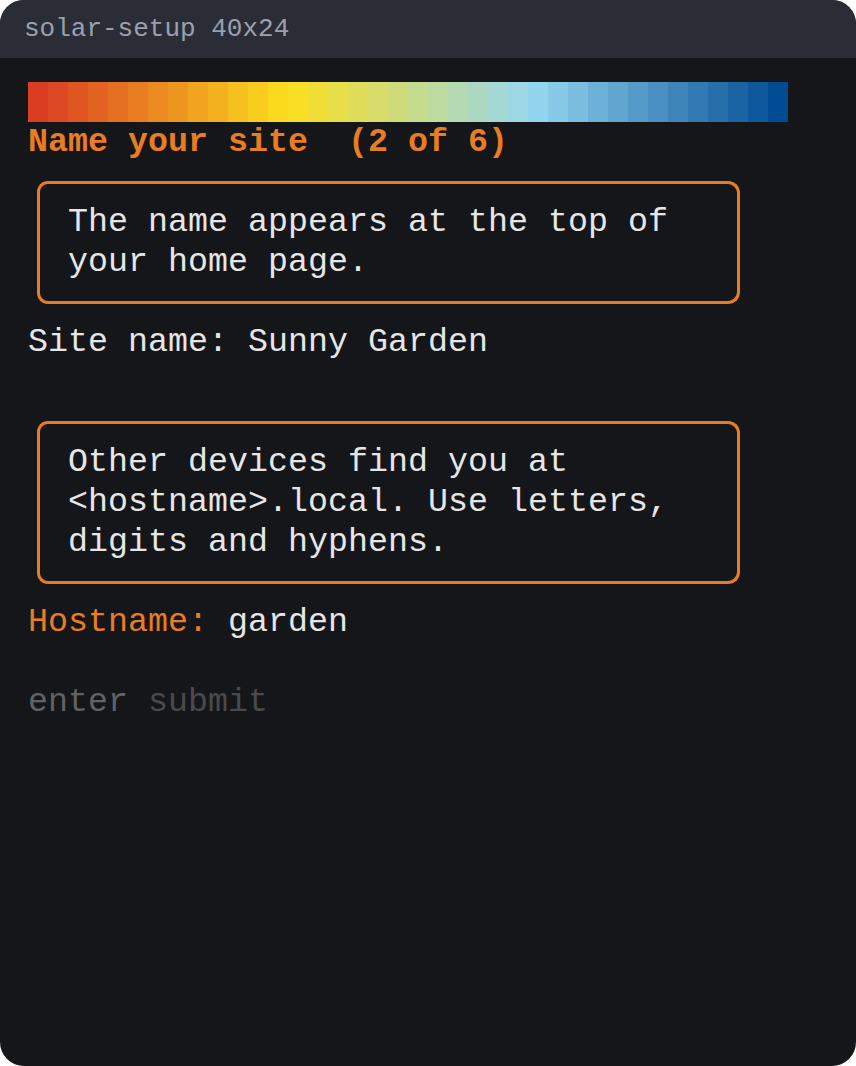 solar-setup 40x24
Name your site  (2 of 6)
The name appears at the top of
your home page.
Site name: Sunny Garden
Other devices find you at
<hostname>.local. Use letters,
digits and hyphens.
Hostname: garden
enter submit